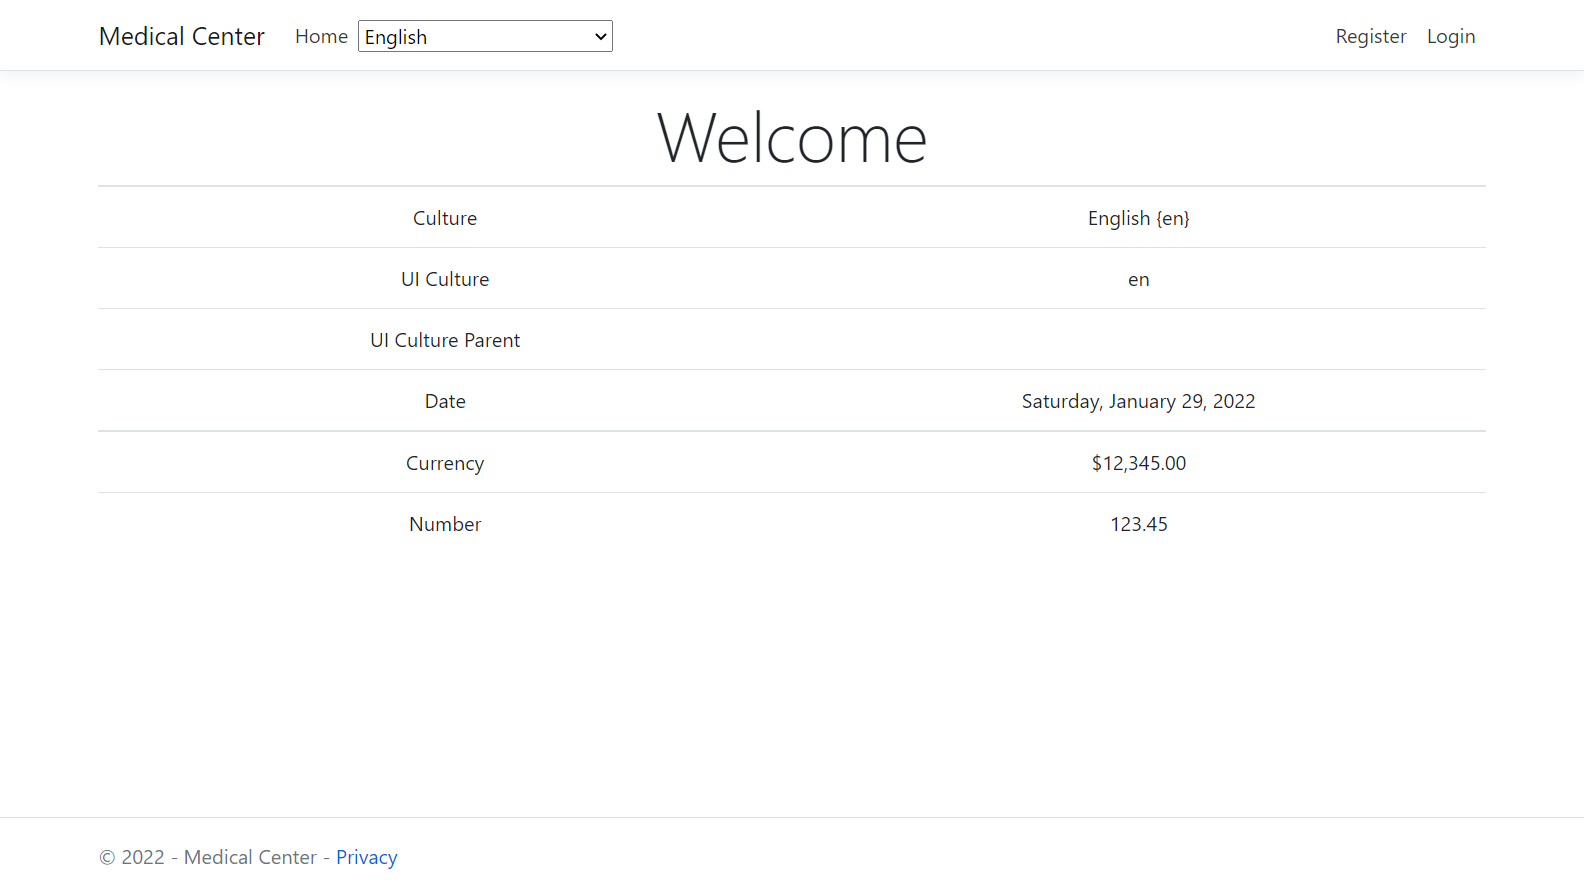 Medical Center Home English Register Login
Welcome
Culture English {en}
UI Culture en
UI Culture Parent
Date Saturday, January 29, 2022
Currency $12,345.00
Number 123.45
© 2022 - Medical Center - Privacy